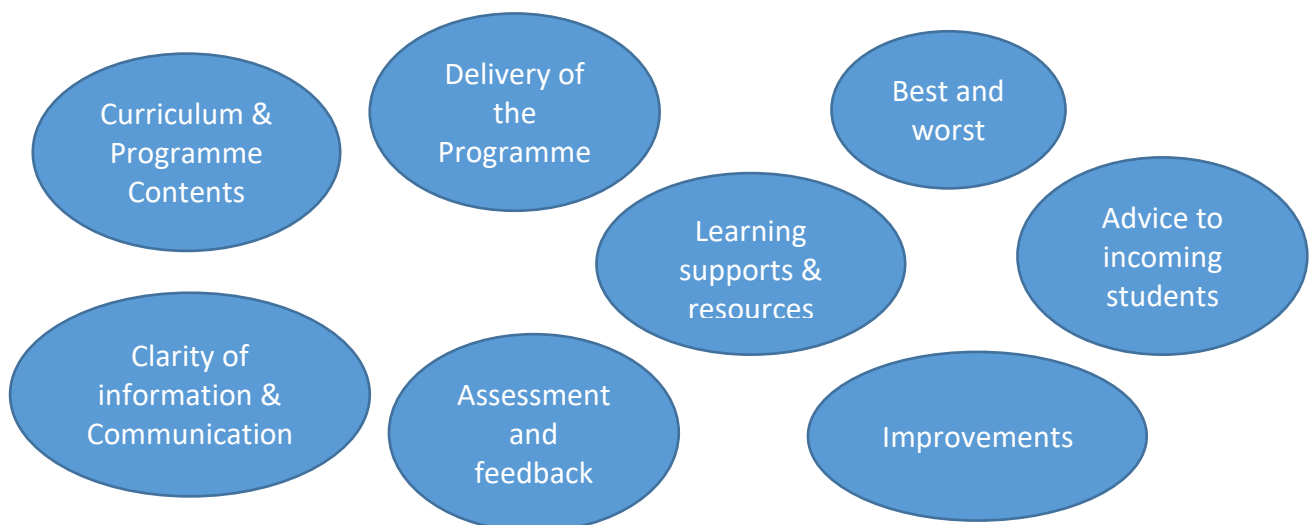 Curriculum &
Programme
Contents
Delivery of
the
Programme
Best and
worst
Learning
supports &
resources
Advice to
incoming
students
Clarity of
information &
Communication
Assessment
and
feedback
Improvements